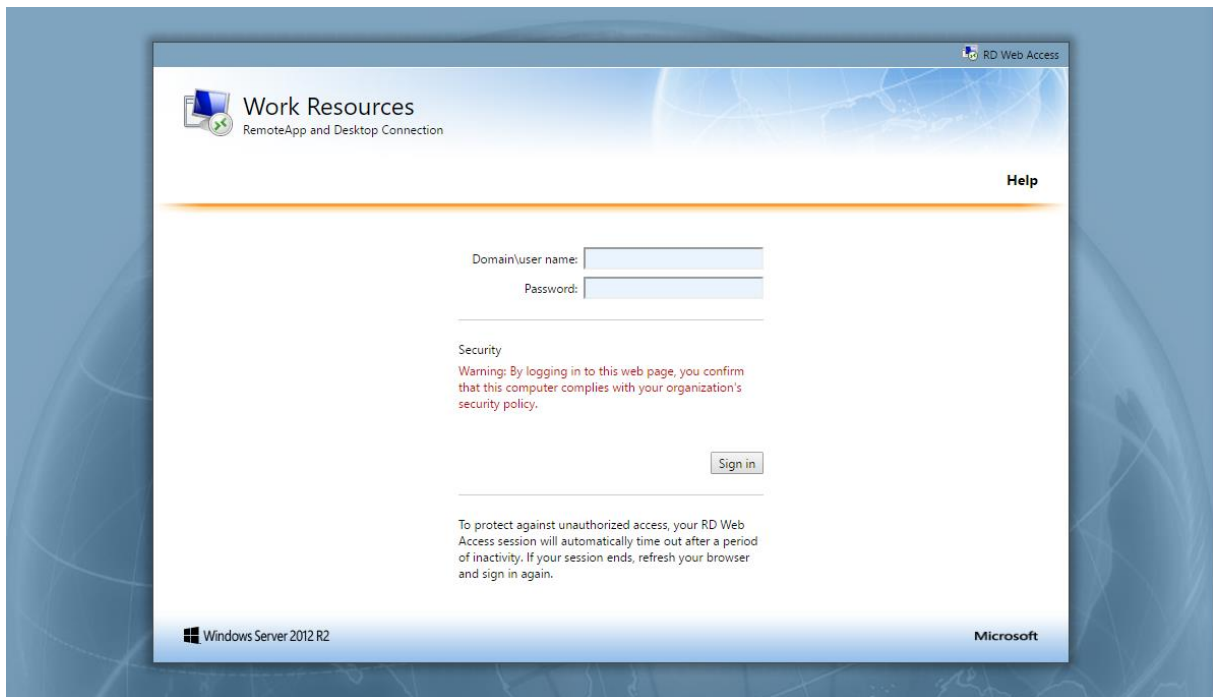 RD Web Access
Work Resources
RemoteApp and Desktop Connection
Help
Domain\user name:
Password:
Security
Warning: By logging in to this web page, you confirm
that this computer complies with your organization's
security policy.
Sign in
To protect against unauthorized access, your RD Web
Access session will automatically time out after a period
of inactivity. If your session ends, refresh your browser
and sign in again.
Windows Server 2012 R2
Microsoft